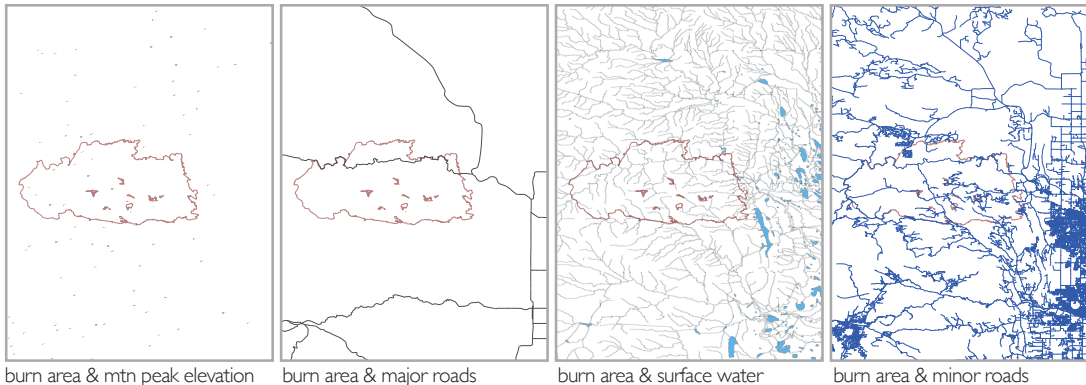 burn area & mtn peak elevation
burn area & major roads
burn area & surface water
burn area & minor roads